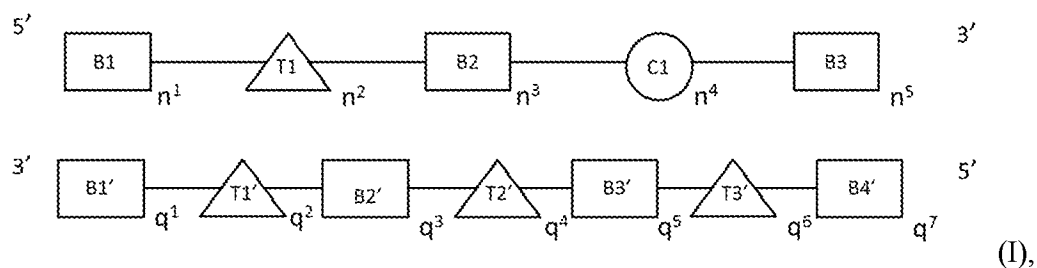 5′ B1 T1 B2 C1 B3 3′
n¹ n² n³ n⁴ n⁵
3′ B1′ T1′ B2′ T2′ B3′ T3′ B4′ 5′
q¹ q² q³ q⁴ q⁵ q⁶ q⁷
(I),